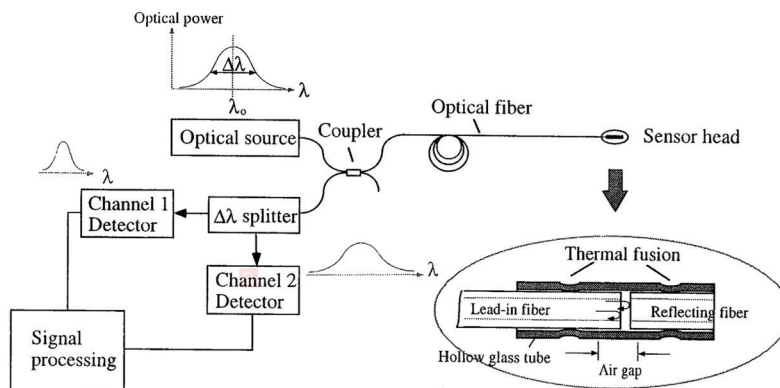 Optical power
Δλ
λ
λₒ
Optical source
Coupler
Optical fiber
Sensor head
λ
Channel 1
Detector
Δλ splitter
Channel 2
Detector
λ
Signal
processing
Thermal fusion
Lead-in fiber
Reflecting fiber
Hollow glass tube
Air gap